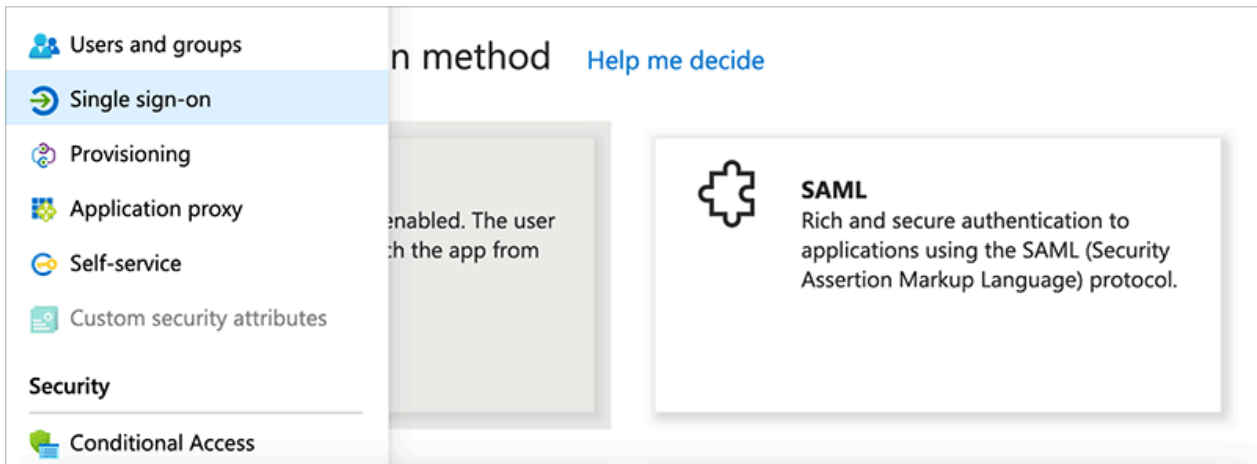 Users and groups
Single sign-on
Provisioning
Application proxy
Self-service
Custom security attributes
Security
Conditional Access
n method
Help me decide
enabled. The user
h the app from
SAML
Rich and secure authentication to
applications using the SAML (Security
Assertion Markup Language) protocol.